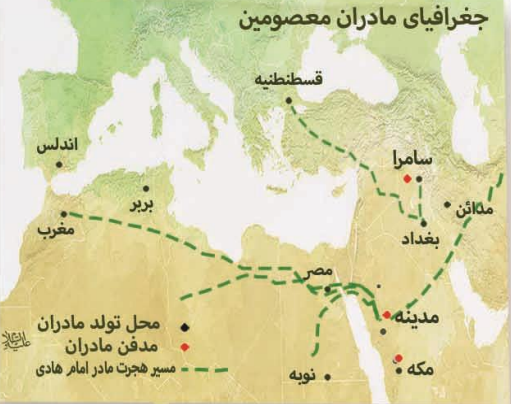 جغرافیای مادران معصومین
قسطنطنیه
اندلس
سامرا
بربر
مدائن
مغرب
بغداد
مصر
مدینه
محل تولد مادران
مدفن مادران
مسیر هجرت مادر امام هادی
نوبه
مکه